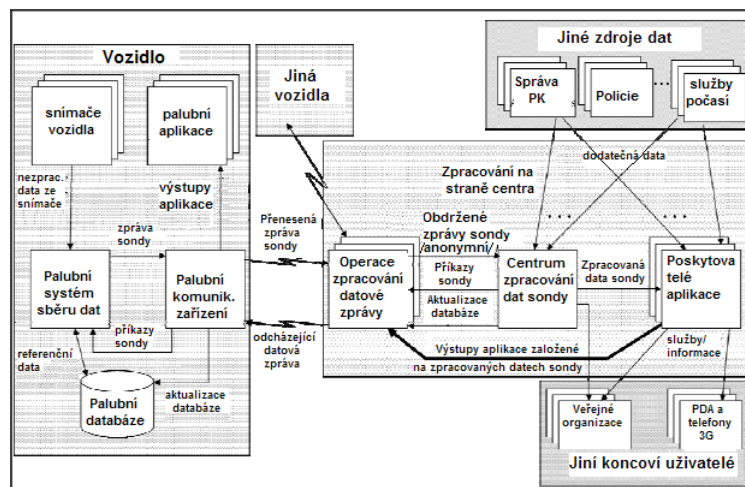 Vozidlo
snímače
vozidla
palubní
aplikace
nezprac.
data ze
snímače
výstupy
aplikace
zpráva
sondy
Palubní
systém
sběru dat
Palubní
komunik.
zařízení
příkazy
sondy
referenční
data
Palubní
databáze
aktualizace
databáze
Jiná
vozidla
Přenesená
zpráva
sondy
odcházející
datová
zpráva
Jiné zdroje dat
Správa
PK
Policie
...
služby
počasí
dodatečná data
Zpracování na
straně centra
...
...
Obdržené
zprávy sondy
/anonymní/
Operace
zpracování
datové
zprávy
Příkazy
sondy
Aktualizace
databáze
Centrum
zpracování
dat sondy
Zpracovaná
data sondy
Poskytova
telé
aplikace
Výstupy aplikace založené
na zpracovaných datech sondy
služby/
informace
Veřejné
organizace
PDA a
telefony
3G
Jiní koncoví uživatelé